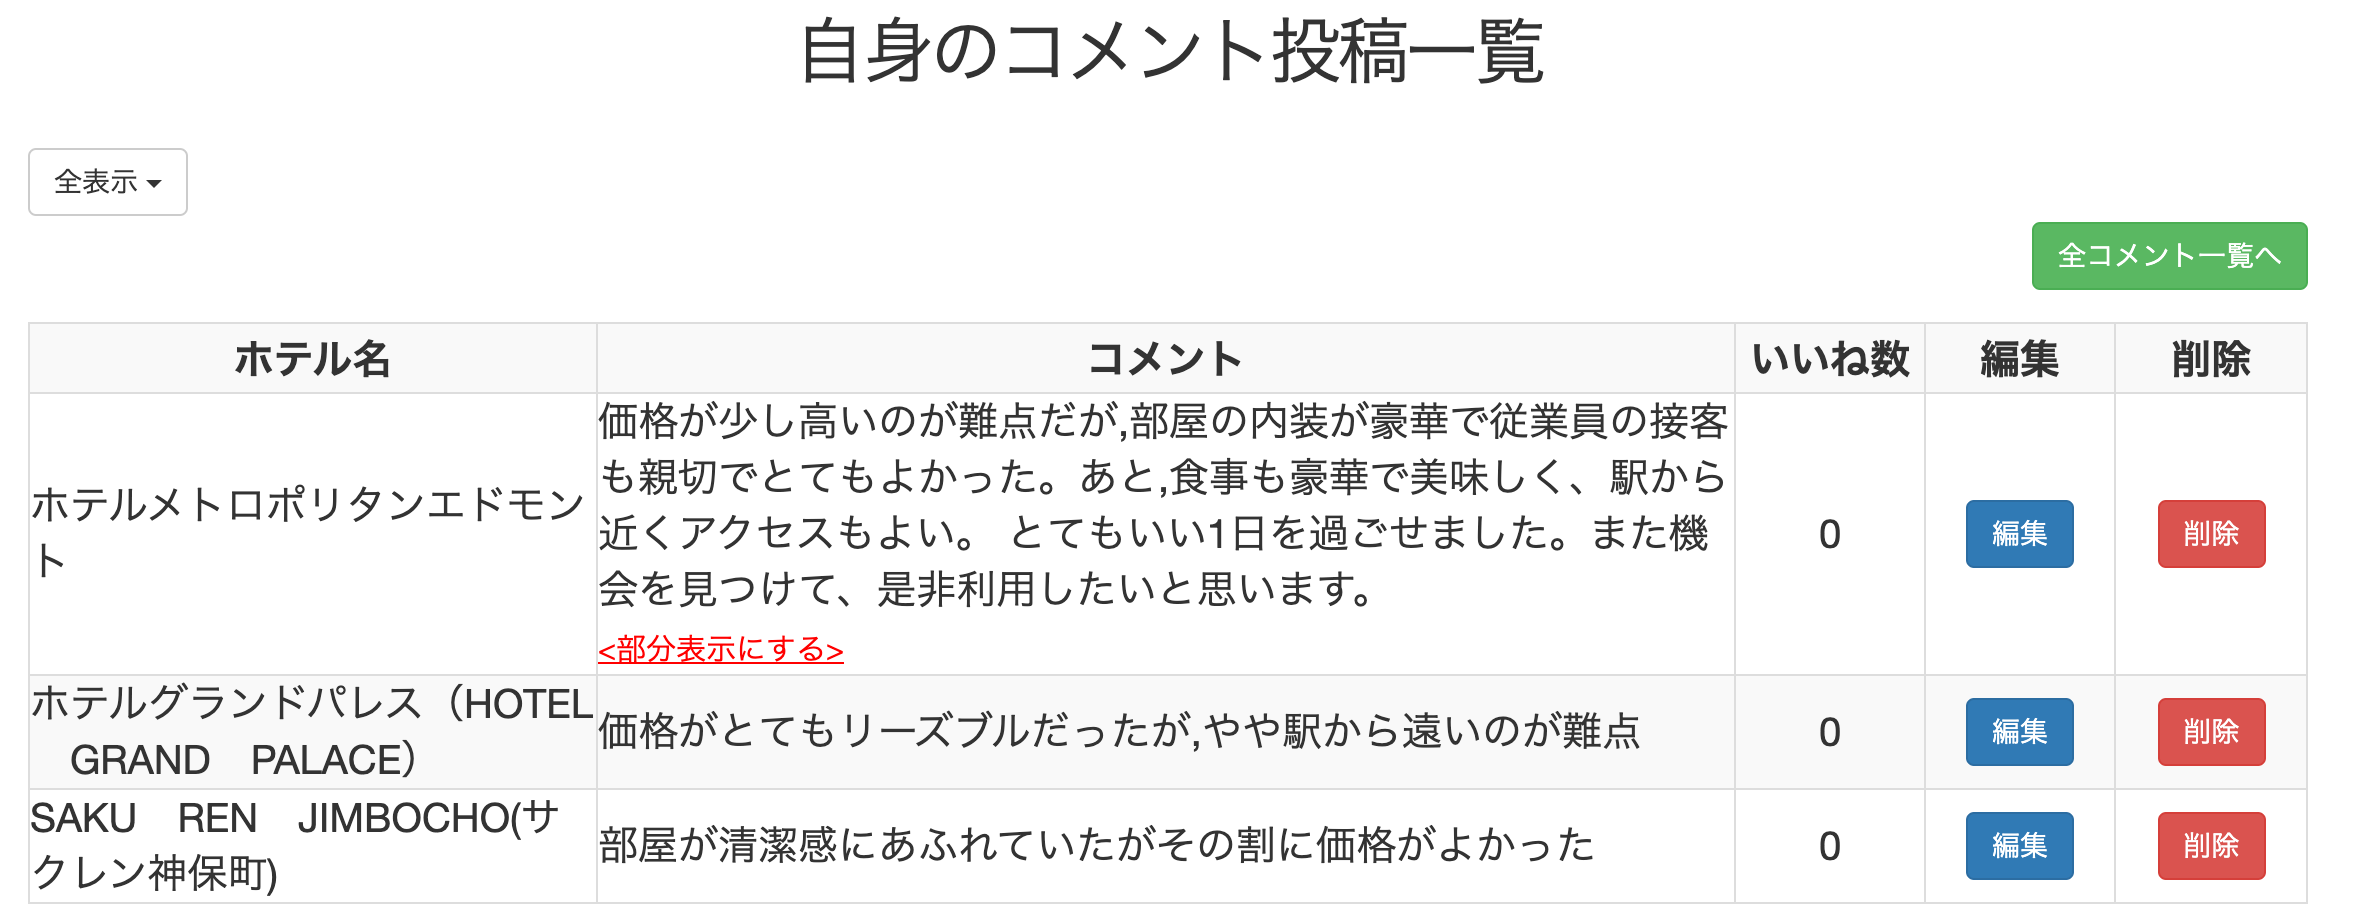 自身のコメント投稿一覧
全表示
全コメント一覧へ
ホテル名 コメント いいね数 編集 削除
ホテルメトロポリタンエドモン
ト
価格が少し高いのが難点だが,部屋の内装が豪華で従業員の接客
も親切でとてもよかった。あと,食事も豪華で美味しく、駅から
近くアクセスもよい。 とてもいい1日を過ごせました。また機
会を見つけて、是非利用したいと思います。
<部分表示にする>
0 編集 削除
ホテルグランドパレス（HOTEL
　GRAND　PALACE）
価格がとてもリーズブルだったが,やや駅から遠いのが難点
0 編集 削除
SAKU　REN　JIMBOCHO(サ
クレン神保町)
部屋が清潔感にあふれていたがその割に価格がよかった
0 編集 削除